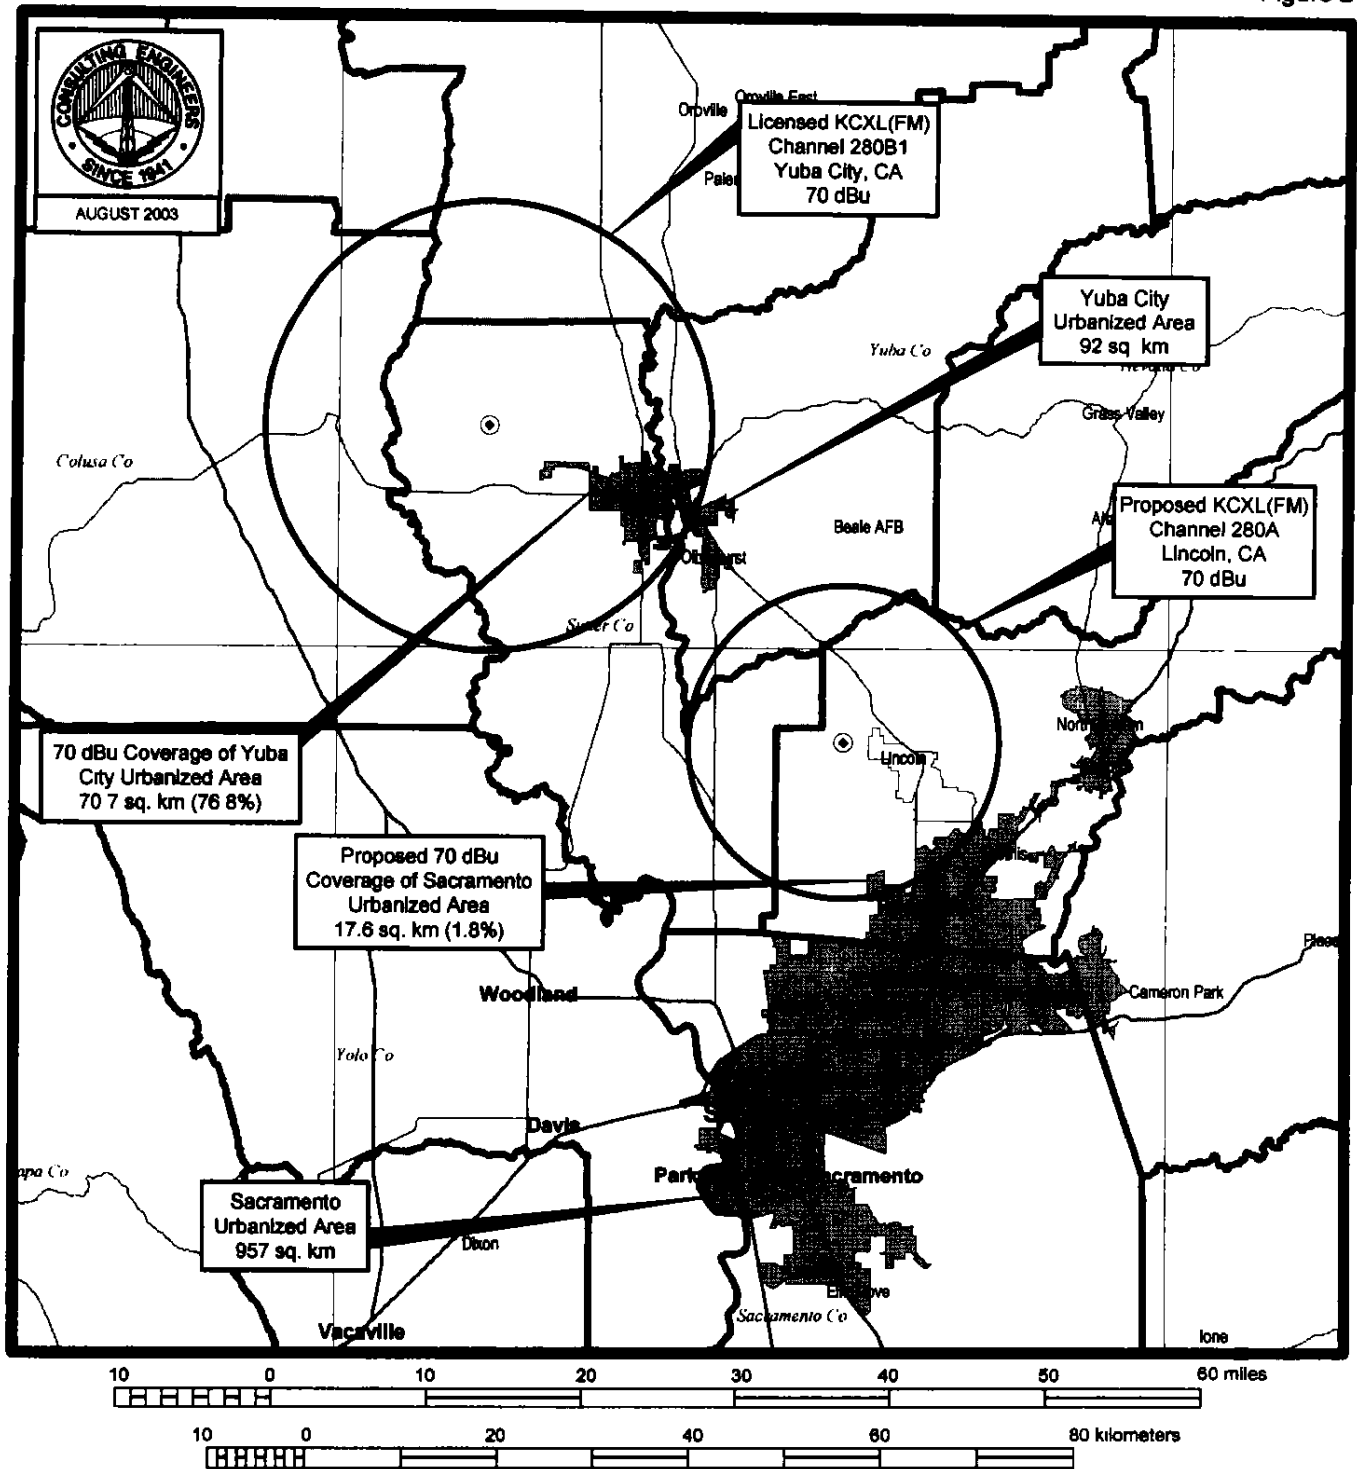 CONSULTING ENGINEERS
SINCE 1941
AUGUST 2003
Oroville
Oroville East
Licensed KCXL(FM)
Channel 280B1
Yuba City, CA
70 dBu
Yuba City
Urbanized Area
92 sq km
Yuba Co
Grass Valley
Colusa Co
Proposed KCXL(FM)
Channel 280A
Lincoln, CA
70 dBu
Beale AFB
70 dBu Coverage of Yuba
City Urbanized Area
70 7 sq. km (76 8%)
Lincoln
Proposed 70 dBu
Coverage of Sacramento
Urbanized Area
17.6 sq. km (1.8%)
Woodland
Cameron Park
Yolo Co
Davis
Sacramento
Urbanized Area
957 sq. km
Dixon
Sacramento Co
Vacaville
Ione
10 0 10 20 30 40 50 60 miles
10 0 20 40 60 80 kilometers